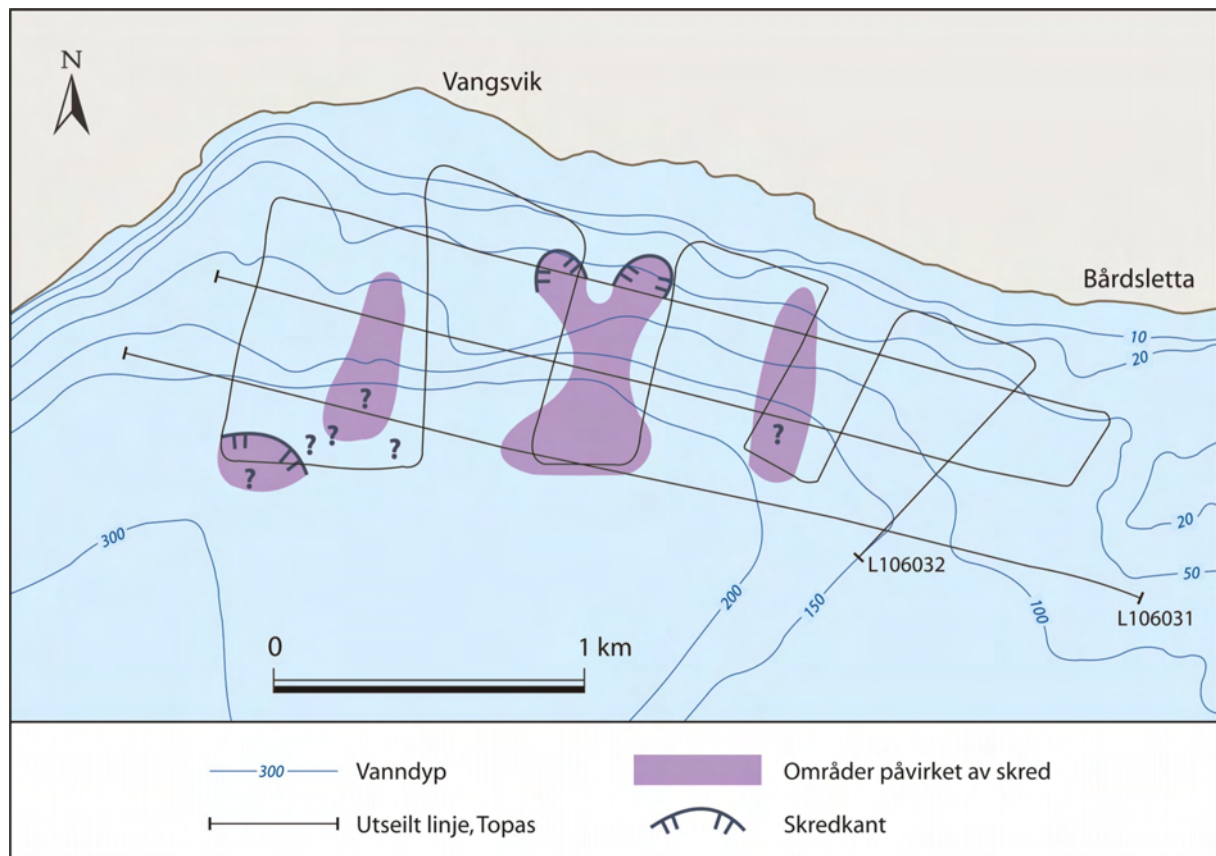 N
Vangsvik
Bårdsletta
10
20
?
?
?
?
?
?
20
300
50
L106032
200
150
100
L106031
0
1 km
300
Vanndyp
Områder påvirket av skred
Utseilt linje, Topas
Skredkant